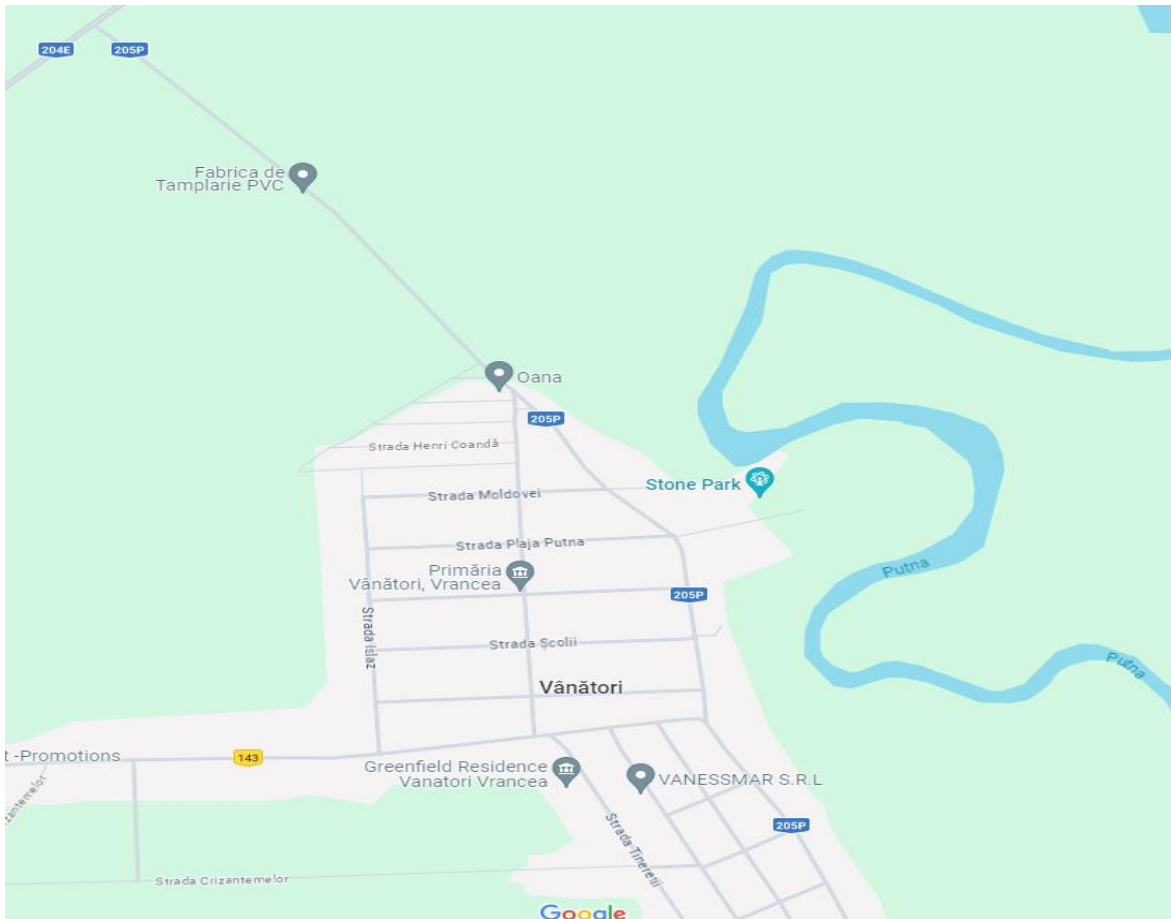 204E
205P
Fabrica de
Tamplarie PVC
Oana
205P
Strada Henri Coandă
Stone Park
Strada Moldovei
Strada Plaja Putna
Putna
Primăria
Vânători, Vrancea
205P
Strada Islaz
Strada Școlii
Putna
Vânători
t -Promotions
143
Greenfield Residence
Vanatori Vrancea
VANESSMAR S.R.L
zantemelor
Strada Tineretii
205P
Strada Crizantemelor
Google